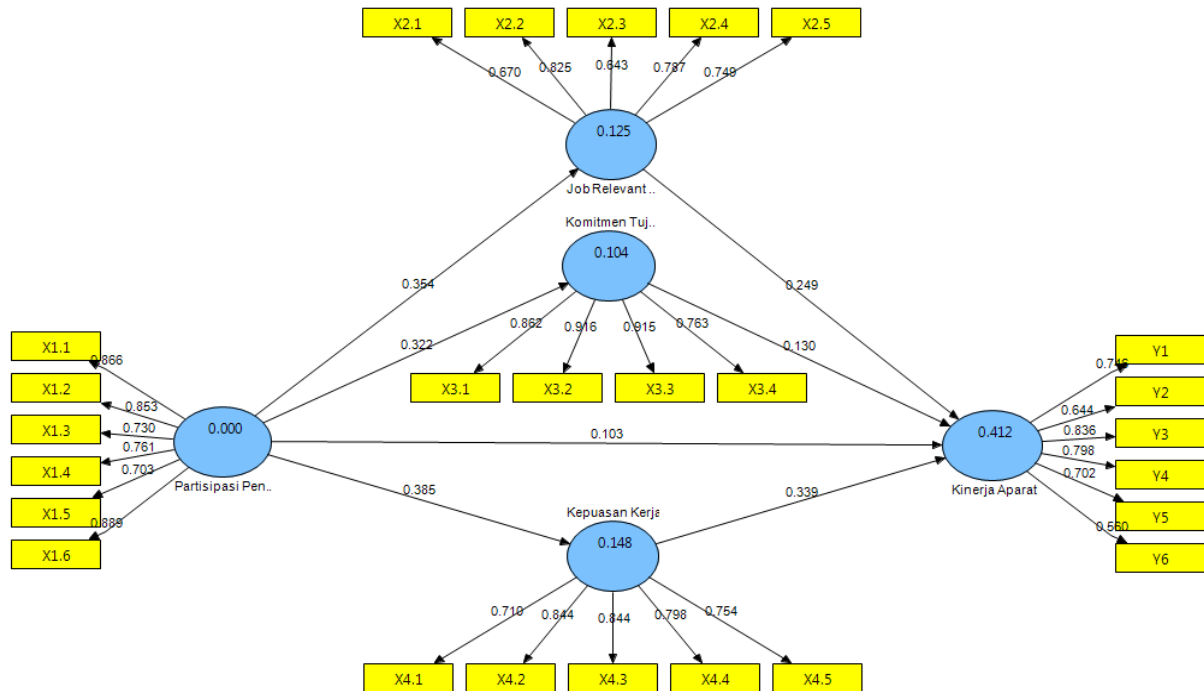 X2.1
X2.2
X2.3
X2.4
X2.5
0.670
0.825
0.643
0.787
0.749
0.125
Job Relevant ..
Komitmen Tuj..
0.104
0.354
0.249
0.322
0.862
0.916
0.915
0.763
0.130
X3.1
X3.2
X3.3
X3.4
X1.1
X1.2
X1.3
X1.4
X1.5
X1.6
0.866
0.853
0.730
0.761
0.703
0.889
0.000
Partisipasi Pen..
0.103
0.412
Kinerja Aparat
0.746
0.644
0.836
0.798
0.702
0.560
Y1
Y2
Y3
Y4
Y5
Y6
0.385
0.339
Kepuasan Kerja
0.148
0.710
0.844
0.844
0.798
0.754
X4.1
X4.2
X4.3
X4.4
X4.5